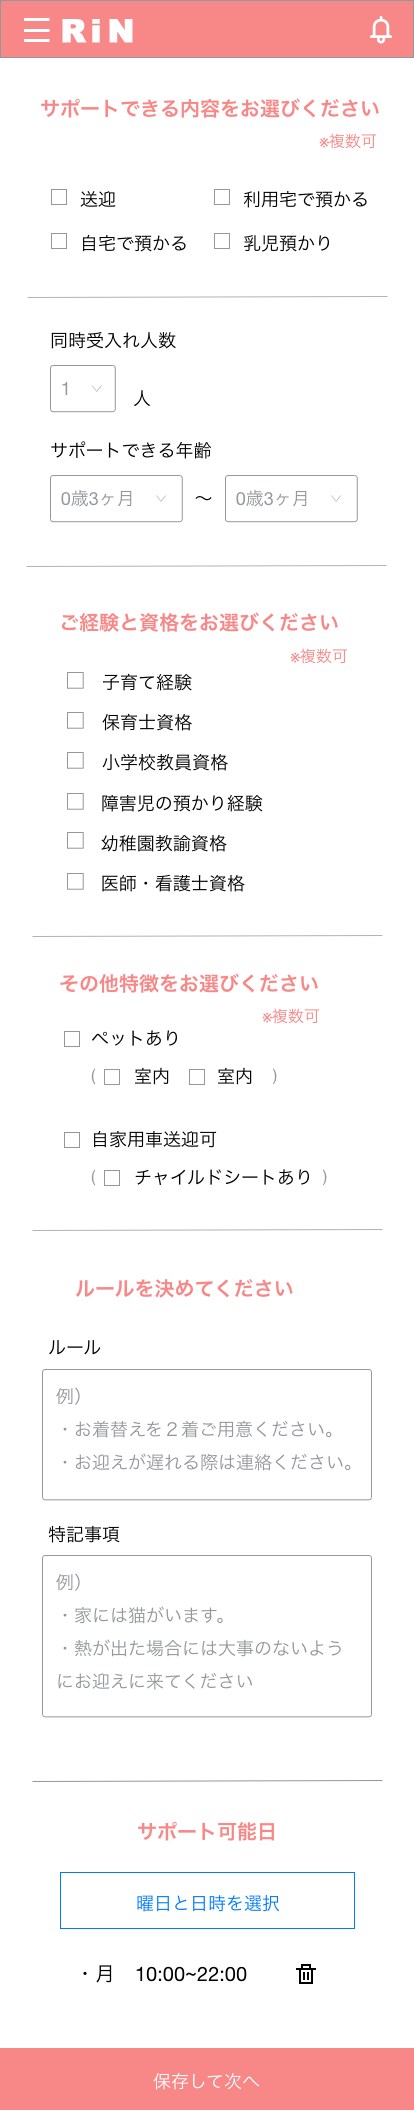 RiN
サポートできる内容をお選びください
※複数可
送迎 利用宅で預かる
自宅で預かる 乳児預かり
同時受入れ人数
1 人
サポートできる年齢
0歳3ヶ月 〜 0歳3ヶ月
ご経験と資格をお選びください
※複数可
子育て経験
保育士資格
小学校教員資格
障害児の預かり経験
幼稚園教諭資格
医師・看護士資格
その他特徴をお選びください
※複数可
ペットあり
( 室内 室内 )
自家用車送迎可
( チャイルドシートあり )
ルールを決めてください
ルール
例）
・お着替えを２着ご用意ください。
・お迎えが遅れる際は連絡ください。
特記事項
例）
・家には猫がいます。
・熱が出た場合には大事のないよう
にお迎えに来てください
サポート可能日
曜日と日時を選択
・月 10:00~22:00
保存して次へ